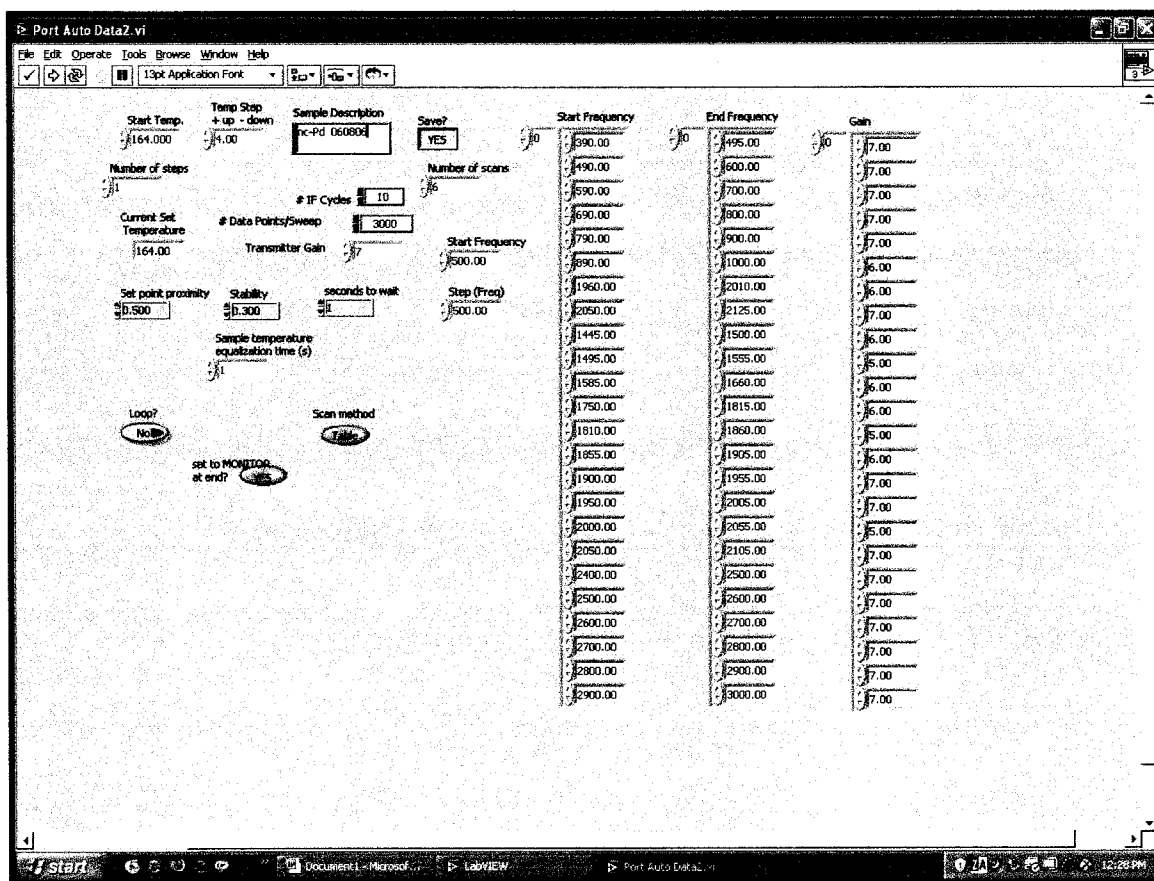 Port Auto Data2.vi
File Edit Operate Tools Browse Window Help
13pt Application Font
3
Start Temp.
164.000
Temp Step
+ up - down
4.00
Sample Description
nc-Pd 060806
Save?
YES
Number of steps
1
Number of scans
6
# IF Cycles
10
Current Set
Temperature
164.00
# Data Points/Sweep
3000
Transmitter Gain
7
Start Frequency
500.00
Set point proximity
0.500
Stability
0.300
seconds to wait
1
Step (Freq)
500.00
Sample temperature
equalization time (s)
1
Loop?
No
Scan method
set to MONITOR
at end?
Start Frequency
0
390.00
490.00
590.00
690.00
790.00
890.00
1960.00
2050.00
1445.00
1495.00
1585.00
1750.00
1810.00
1855.00
1900.00
1950.00
2000.00
2050.00
2400.00
2500.00
2600.00
2700.00
2800.00
2900.00
End Frequency
0
495.00
600.00
700.00
800.00
900.00
1000.00
2010.00
2125.00
1500.00
1555.00
1660.00
1815.00
1860.00
1905.00
1955.00
2005.00
2055.00
2105.00
2500.00
2600.00
2700.00
2800.00
2900.00
3000.00
Gain
0
7.00
7.00
7.00
7.00
7.00
6.00
6.00
7.00
6.00
5.00
6.00
6.00
5.00
6.00
7.00
7.00
5.00
7.00
7.00
7.00
7.00
7.00
7.00
7.00
start
Document1 - Microsof...
LabVIEW
Port Auto Data2.vi
12:28 PM